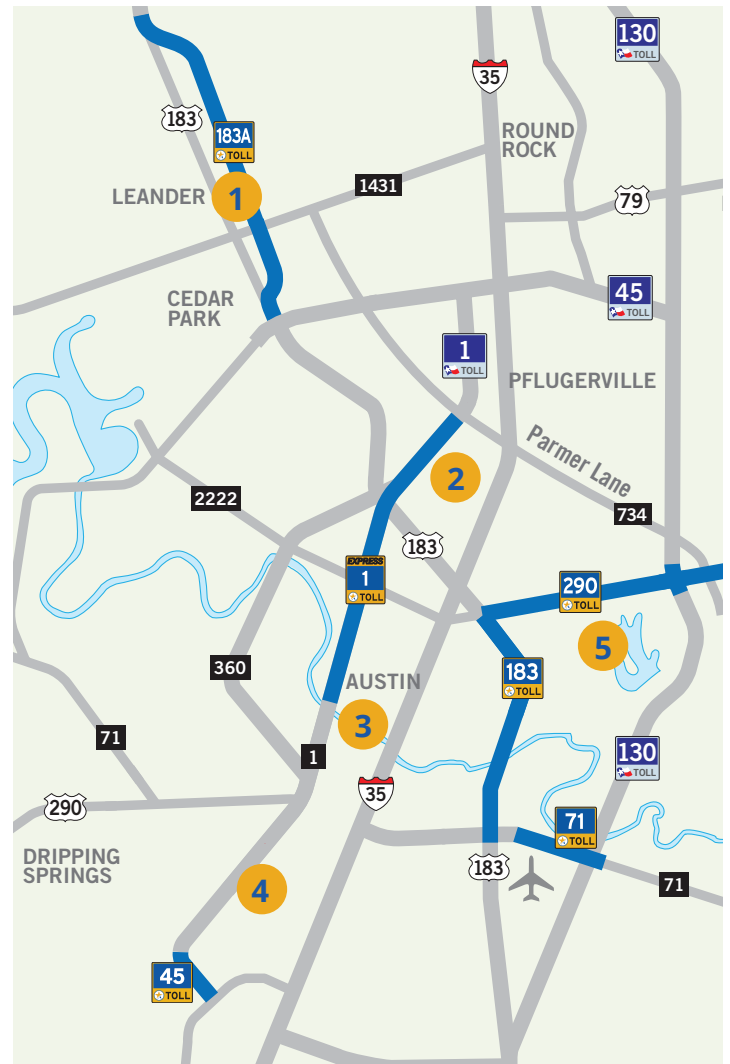 130
TOLL
35
183
183A
TOLL
ROUND
ROCK
LEANDER
1
1431
79
CEDAR
PARK
45
TOLL
1
TOLL
PFLUGERVILLE
Parmer Lane
2
2222
734
183
EXPRESS
1
TOLL
290
TOLL
5
360
AUSTIN
183
TOLL
3
71
1
130
TOLL
35
290
71
TOLL
DRIPPING
SPRINGS
183
71
4
45
TOLL